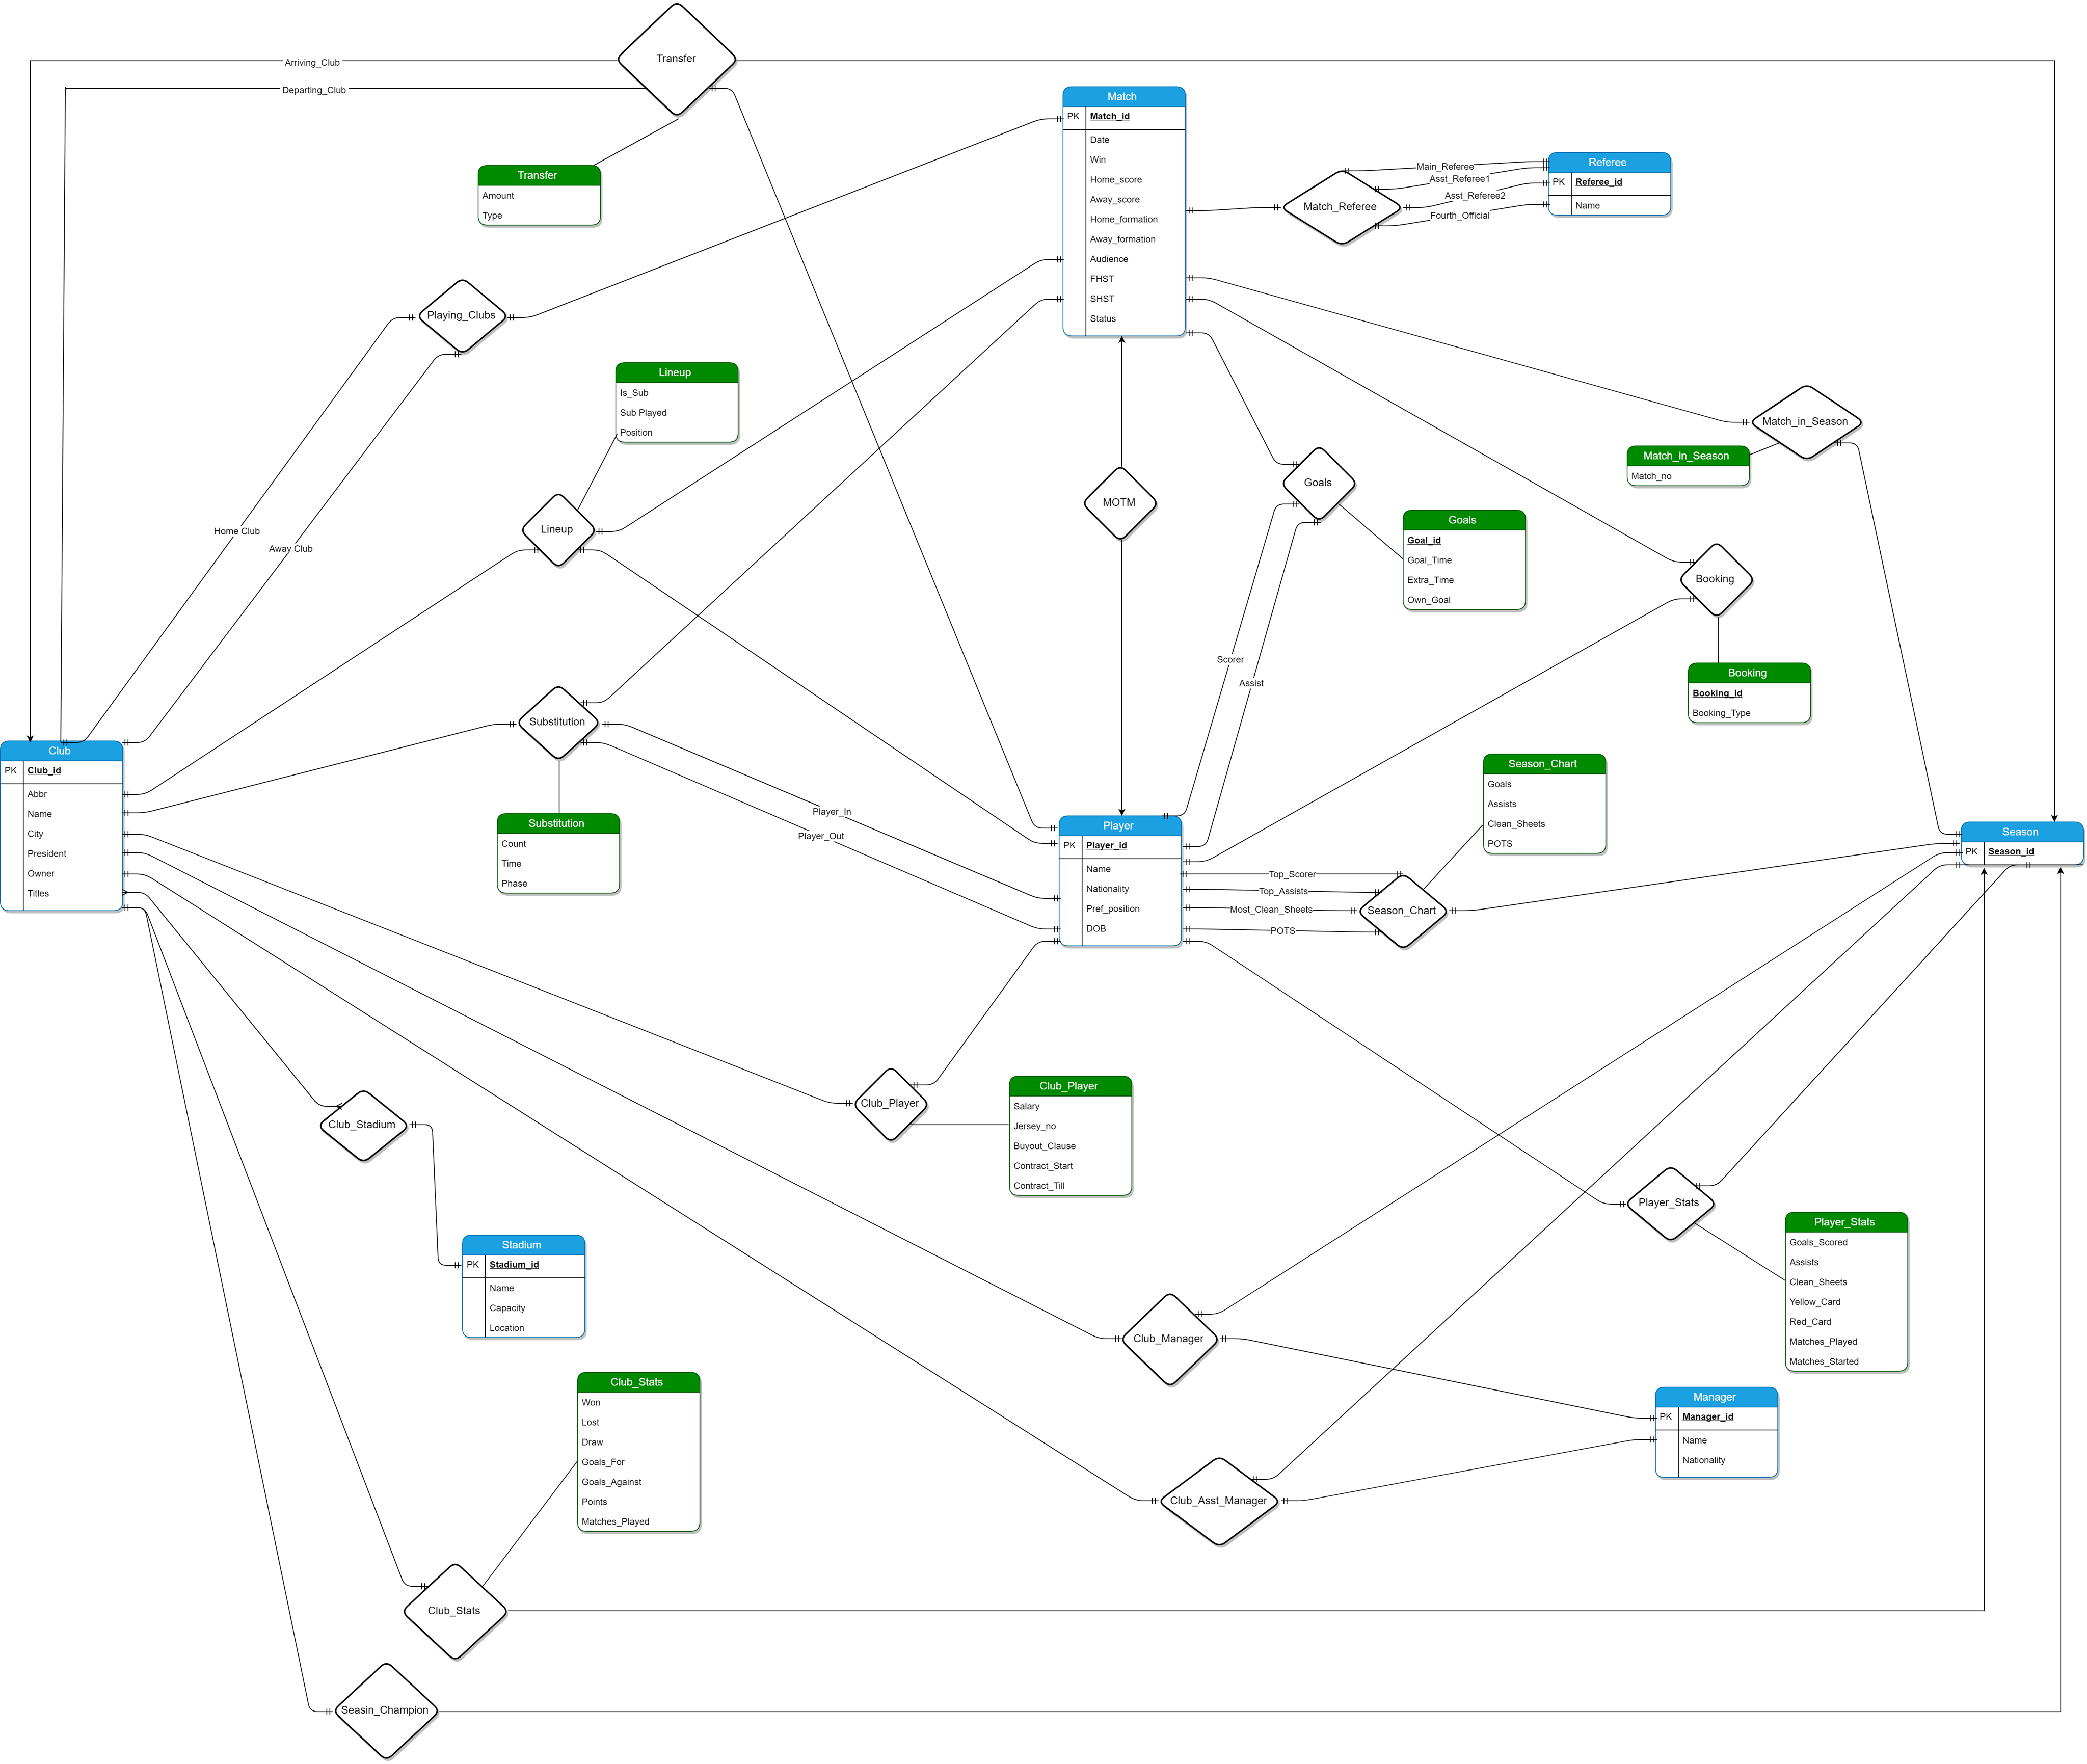 Transfer
Arriving_Club
Departing_Club
Transfer
Amount
Type
Match
PK Match_id
Date
Win
Home_score
Away_score
Home_formation
Away_formation
Audience
FHST
SHST
Status
Match_Referee
Main_Referee
Asst_Referee1
Asst_Referee2
Fourth_Official
Referee
PK Referee_id
Name
Playing_Clubs
Home Club
Away Club
Lineup
Is_Sub
Sub Played
Position
Lineup
MOTM
Goals
Goals
Goal_id
Goal_Time
Extra_Time
Own_Goal
Scorer
Assist
Match_in_Season
Match_in_Season
Match_no
Booking
Booking
Booking_Id
Booking_Type
Substitution
Substitution
Count
Time
Phase
Player_In
Player_Out
Club
PK Club_id
Abbr
Name
City
President
Owner
Titles
Player
PK Player_id
Name
Nationality
Pref_position
DOB
Top_Scorer
Top_Assists
Most_Clean_Sheets
POTS
Season_Chart
Season_Chart
Goals
Assists
Clean_Sheets
POTS
Season
PK Season_id
Club_Stadium
Stadium
PK Stadium_id
Name
Capacity
Location
Club_Player
Club_Player
Salary
Jersey_no
Buyout_Clause
Contract_Start
Contract_Till
Player_Stats
Player_Stats
Goals_Scored
Assists
Clean_Sheets
Yellow_Card
Red_Card
Matches_Played
Matches_Started
Club_Manager
Manager
PK Manager_id
Name
Nationality
Club_Asst_Manager
Club_Stats
Won
Lost
Draw
Goals_For
Goals_Against
Points
Matches_Played
Club_Stats
Seasin_Champion